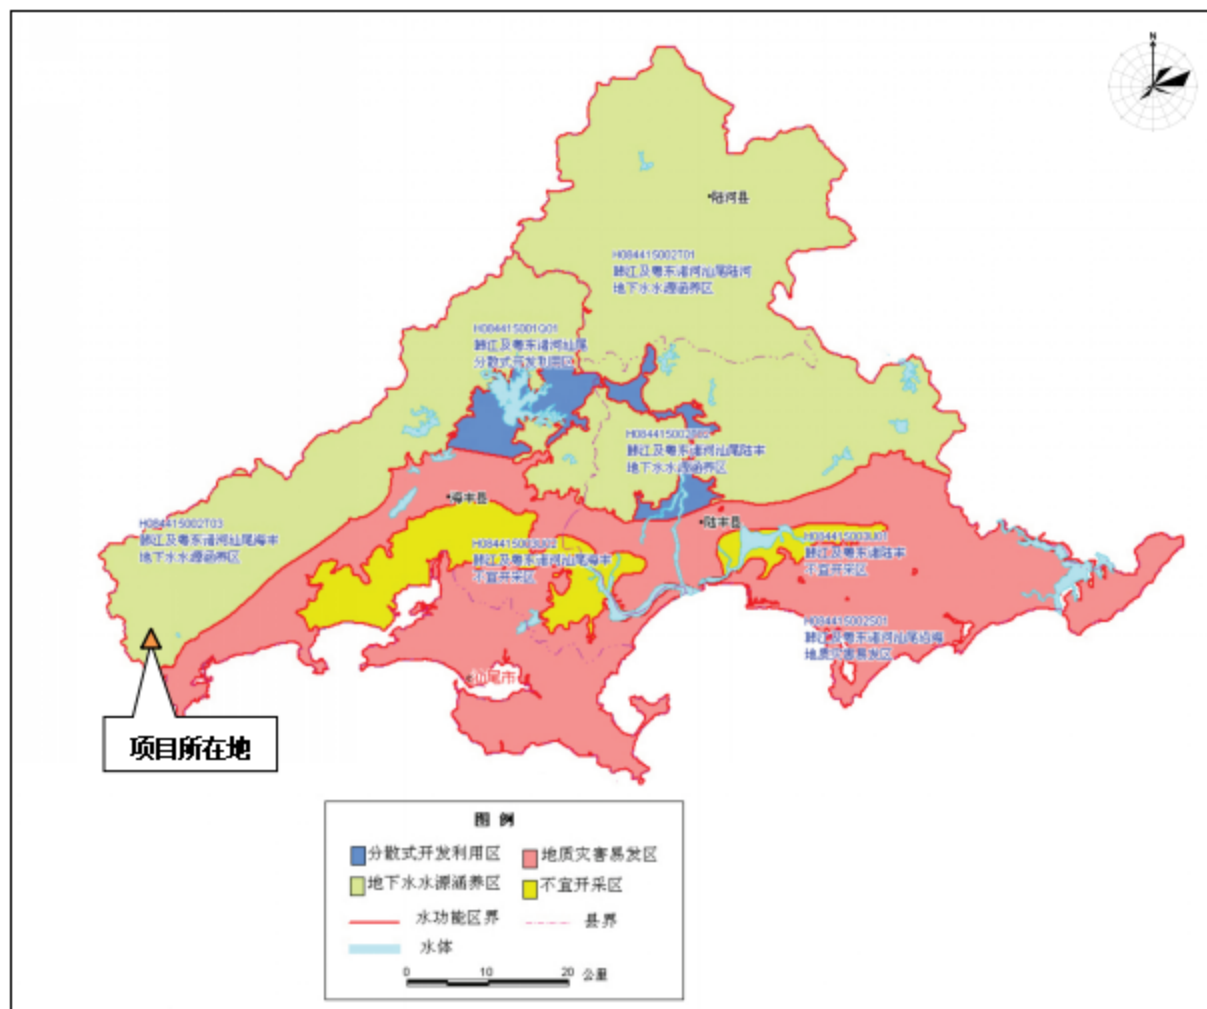 N
陆河县
H084415002T01
韩江及粤东诸河汕尾陆河
地下水水源涵养区
H084415001Q01
韩江及粤东诸河汕尾
分散式开发利用区
H084415002T02
韩江及粤东诸河汕尾陆丰
地下水水源涵养区
海丰县
陆丰县
H084415002T03
韩江及粤东诸河汕尾海丰
地下水水源涵养区
H084415003U02
韩江及粤东诸河汕尾海丰
不宜开采区
H084415003U01
韩江及粤东诸陆丰
不宜开采区
H084415002S01
韩江及粤东诸河汕尾沿海
地质灾害易发区
汕尾市
项目所在地
图例
分散式开发利用区
地质灾害易发区
地下水水源涵养区
不宜开采区
水功能区界
县界
水体
0 10 20 公里